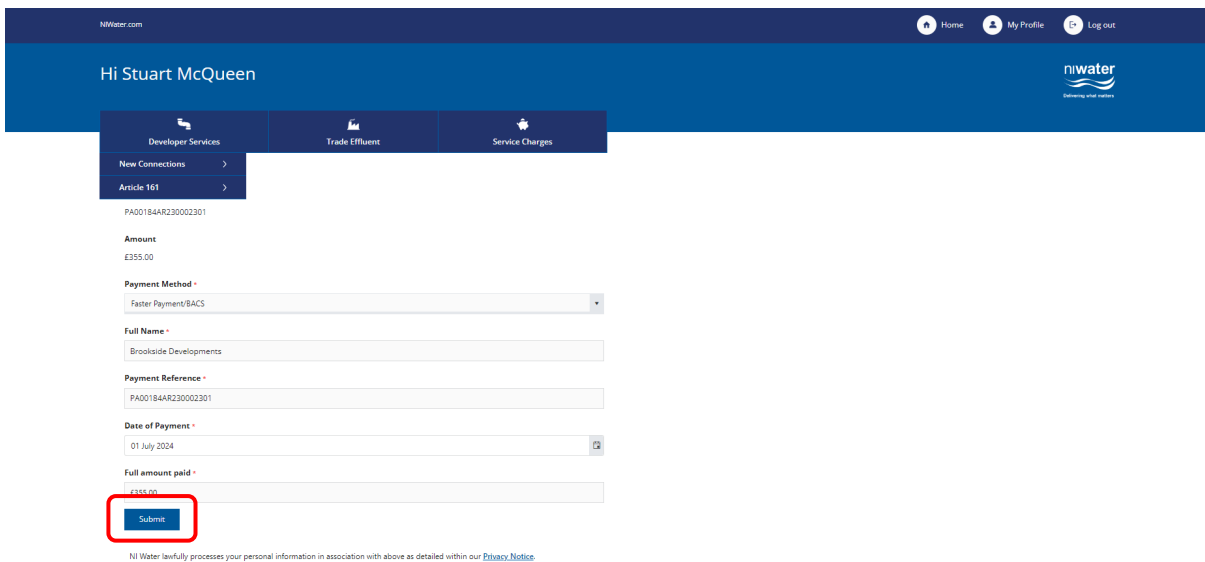 NIWater.com
Home
My Profile
Log out
Hi Stuart McQueen
niwater
Delivering what matters
Developer Services
Trade Effluent
Service Charges
New Connections
Article 161
PA00184AR230002301
Amount
£355.00
Payment Method *
Faster Payment/BACS
Full Name *
Brookside Developments
Payment Reference *
PA00184AR230002301
Date of Payment *
01 July 2024
Full amount paid *
£355.00
Submit
NI Water lawfully processes your personal information in association with above as detailed within our Privacy Notice.